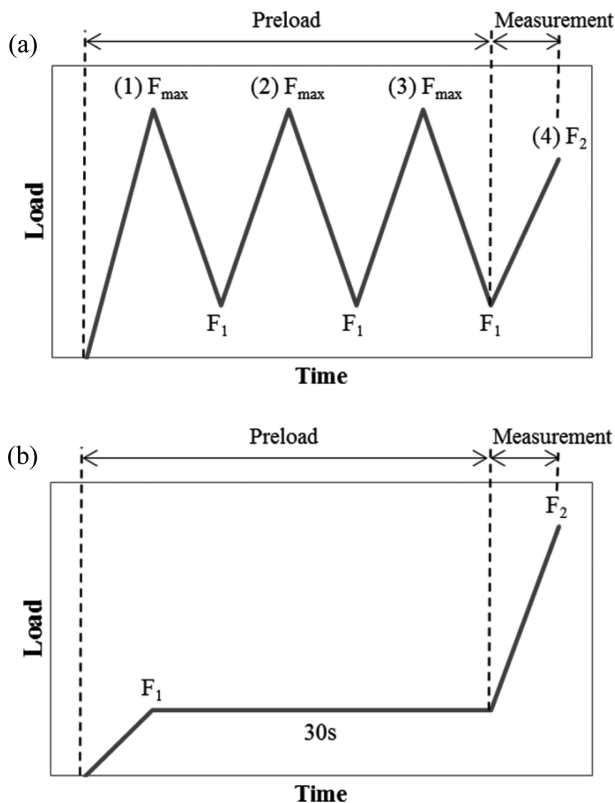 (a)
Preload
Measurement
(1) Fmax
(2) Fmax
(3) Fmax
(4) F2
Load
F1
F1
F1
Time
(b)
Preload
Measurement
F2
Load
F1
30s
Time